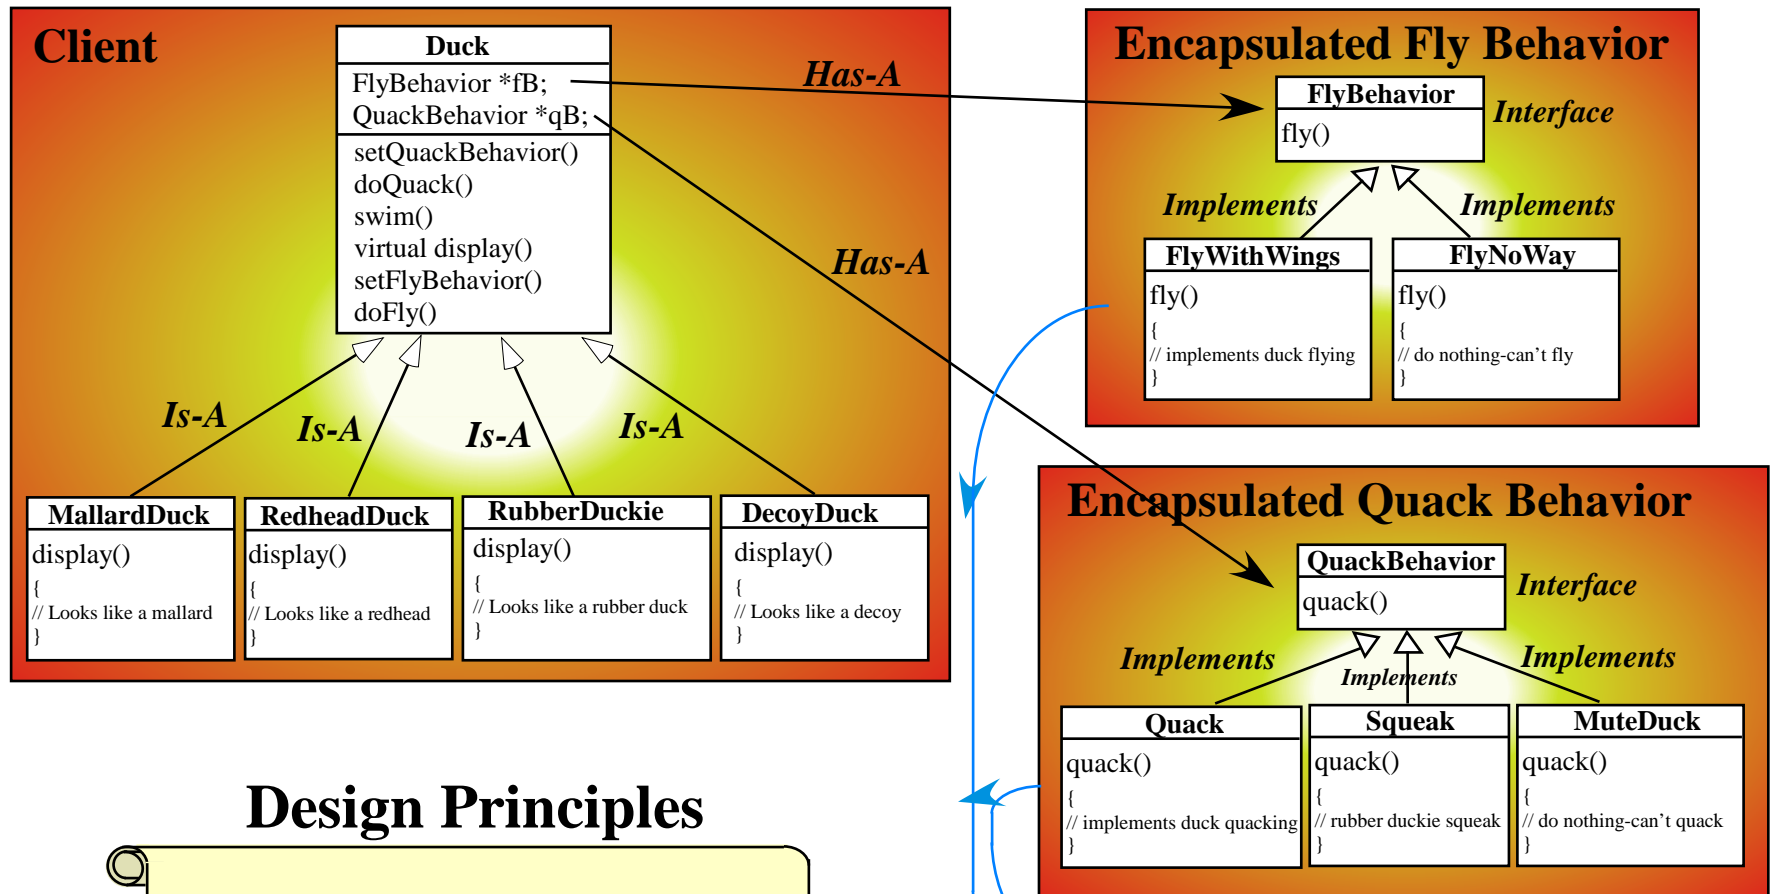 Client
Duck
FlyBehavior *fB;
QuackBehavior *qB;
setQuackBehavior()
doQuack()
swim()
virtual display()
setFlyBehavior()
doFly()
Has-A
Has-A
Is-A
Is-A
Is-A
Is-A
MallardDuck
display()
{
// Looks like a mallard
}
RedheadDuck
display()
{
// Looks like a redhead
}
RubberDuckie
display()
{
// Looks like a rubber duck
}
DecoyDuck
display()
{
// Looks like a decoy
}
Encapsulated Fly Behavior
FlyBehavior
fly()
Interface
Implements
Implements
FlyWithWings
fly()
{
// implements duck flying
}
FlyNoWay
fly()
{
// do nothing-can't fly
}
Encapsulated Quack Behavior
QuackBehavior
quack()
Interface
Implements
Implements
Implements
Quack
quack()
{
// implements duck quacking
}
Squeak
quack()
{
// rubber duckie squeak
}
MuteDuck
quack()
{
// do nothing-can't quack
}
Design Principles